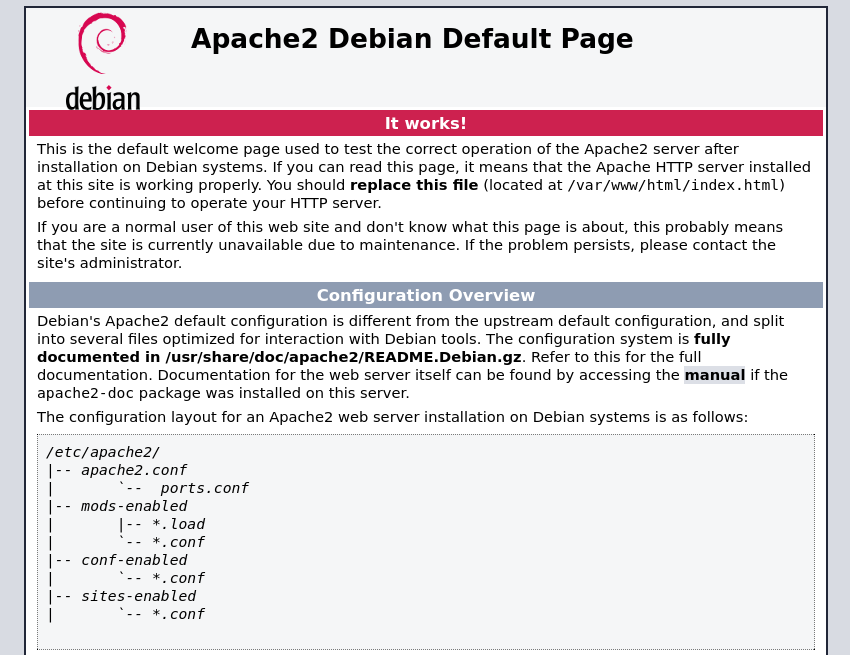 debian
Apache2 Debian Default Page
It works!
This is the default welcome page used to test the correct operation of the Apache2 server after
installation on Debian systems. If you can read this page, it means that the Apache HTTP server installed
at this site is working properly. You should replace this file (located at /var/www/html/index.html)
before continuing to operate your HTTP server.
If you are a normal user of this web site and don't know what this page is about, this probably means
that the site is currently unavailable due to maintenance. If the problem persists, please contact the
site's administrator.
Configuration Overview
Debian's Apache2 default configuration is different from the upstream default configuration, and split
into several files optimized for interaction with Debian tools. The configuration system is fully
documented in /usr/share/doc/apache2/README.Debian.gz. Refer to this for the full
documentation. Documentation for the web server itself can be found by accessing the manual if the
apache2-doc package was installed on this server.
The configuration layout for an Apache2 web server installation on Debian systems is as follows:
/etc/apache2/
|-- apache2.conf
|       `--  ports.conf
|-- mods-enabled
|       |-- *.load
|       `-- *.conf
|-- conf-enabled
|       `-- *.conf
|-- sites-enabled
|       `-- *.conf